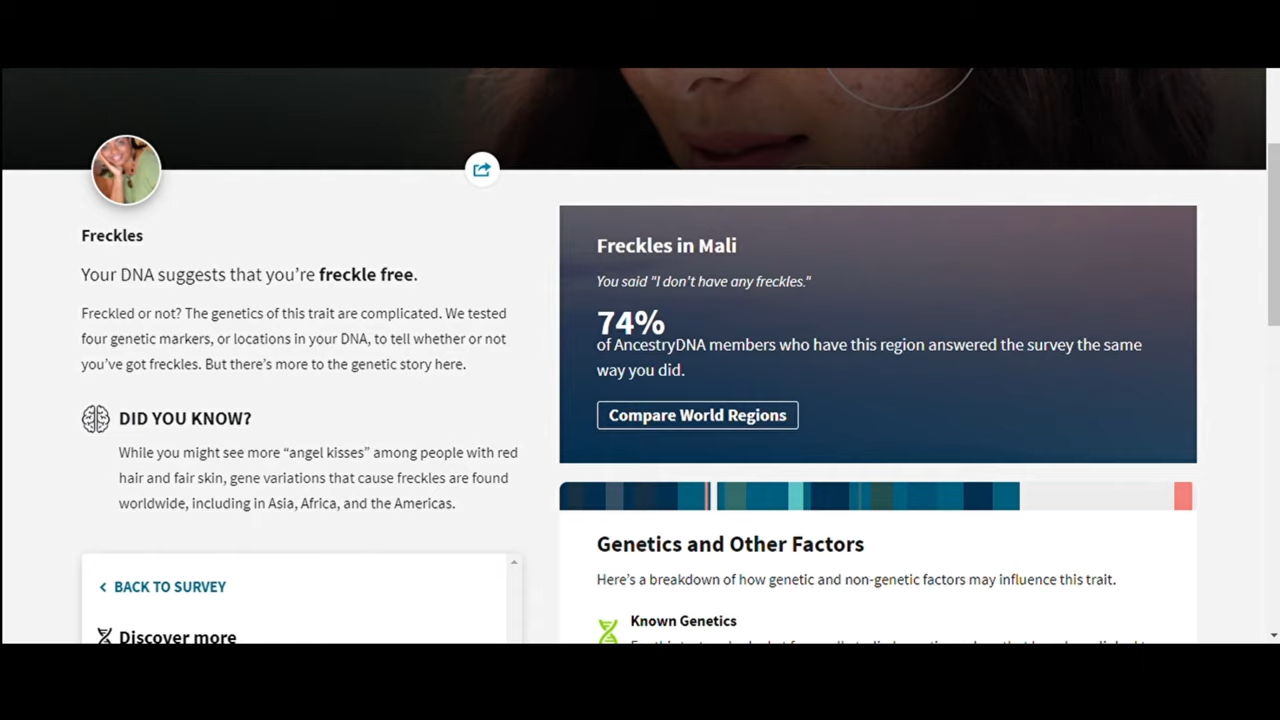 Freckles
Your DNA suggests that you're freckle free.
Freckled or not? The genetics of this trait are complicated. We tested
four genetic markers, or locations in your DNA, to tell whether or not
you've got freckles. But there's more to the genetic story here.
DID YOU KNOW?
While you might see more “angel kisses” among people with red
hair and fair skin, gene variations that cause freckles are found
worldwide, including in Asia, Africa, and the Americas.
< BACK TO SURVEY
Discover more
Freckles in Mali
You said "I don't have any freckles."
74%
of AncestryDNA members who have this region answered the survey the same
way you did.
Compare World Regions
Genetics and Other Factors
Here's a breakdown of how genetic and non-genetic factors may influence this trait.
Known Genetics